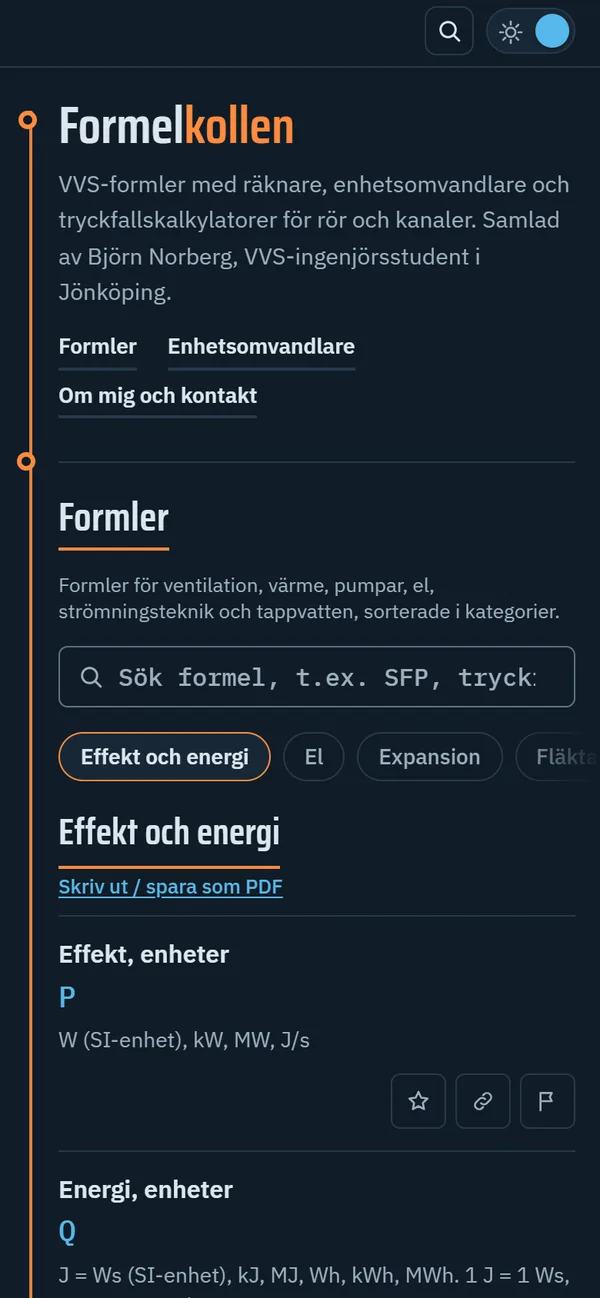 Formelkollen
VVS-formler med räknare, enhetsomvandlare och
tryckfallskalkylatorer för rör och kanaler. Samlad
av Björn Norberg, VVS-ingenjörsstudent i
Jönköping.
Formler Enhetsomvandlare
Om mig och kontakt
Formler
Formler för ventilation, värme, pumpar, el,
strömningsteknik och tappvatten, sorterade i kategorier.
Sök formel, t.ex. SFP, tryck
Effekt och energi El Expansion Fläkta
Effekt och energi
Skriv ut / spara som PDF
Effekt, enheter
P
W (SI-enhet), kW, MW, J/s
Energi, enheter
Q
J = Ws (SI-enhet), kJ, MJ, Wh, kWh, MWh. 1 J = 1 Ws,